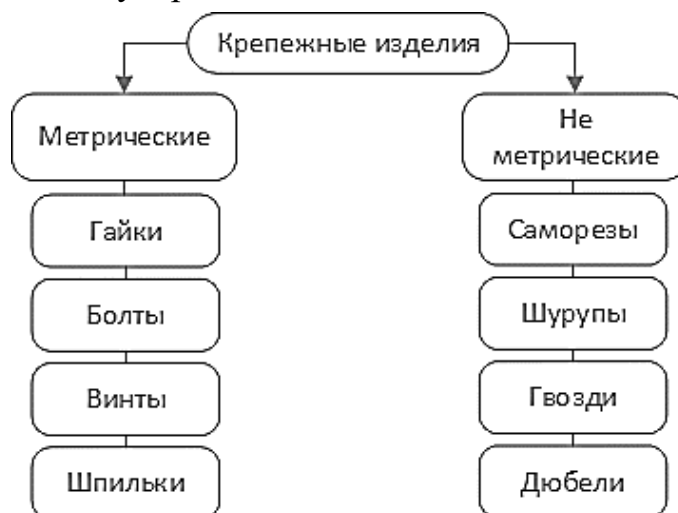 Крепежные изделия
Метрические
Гайки
Болты
Винты
Шпильки
Не
метрические
Саморезы
Шурупы
Гвозди
Дюбели